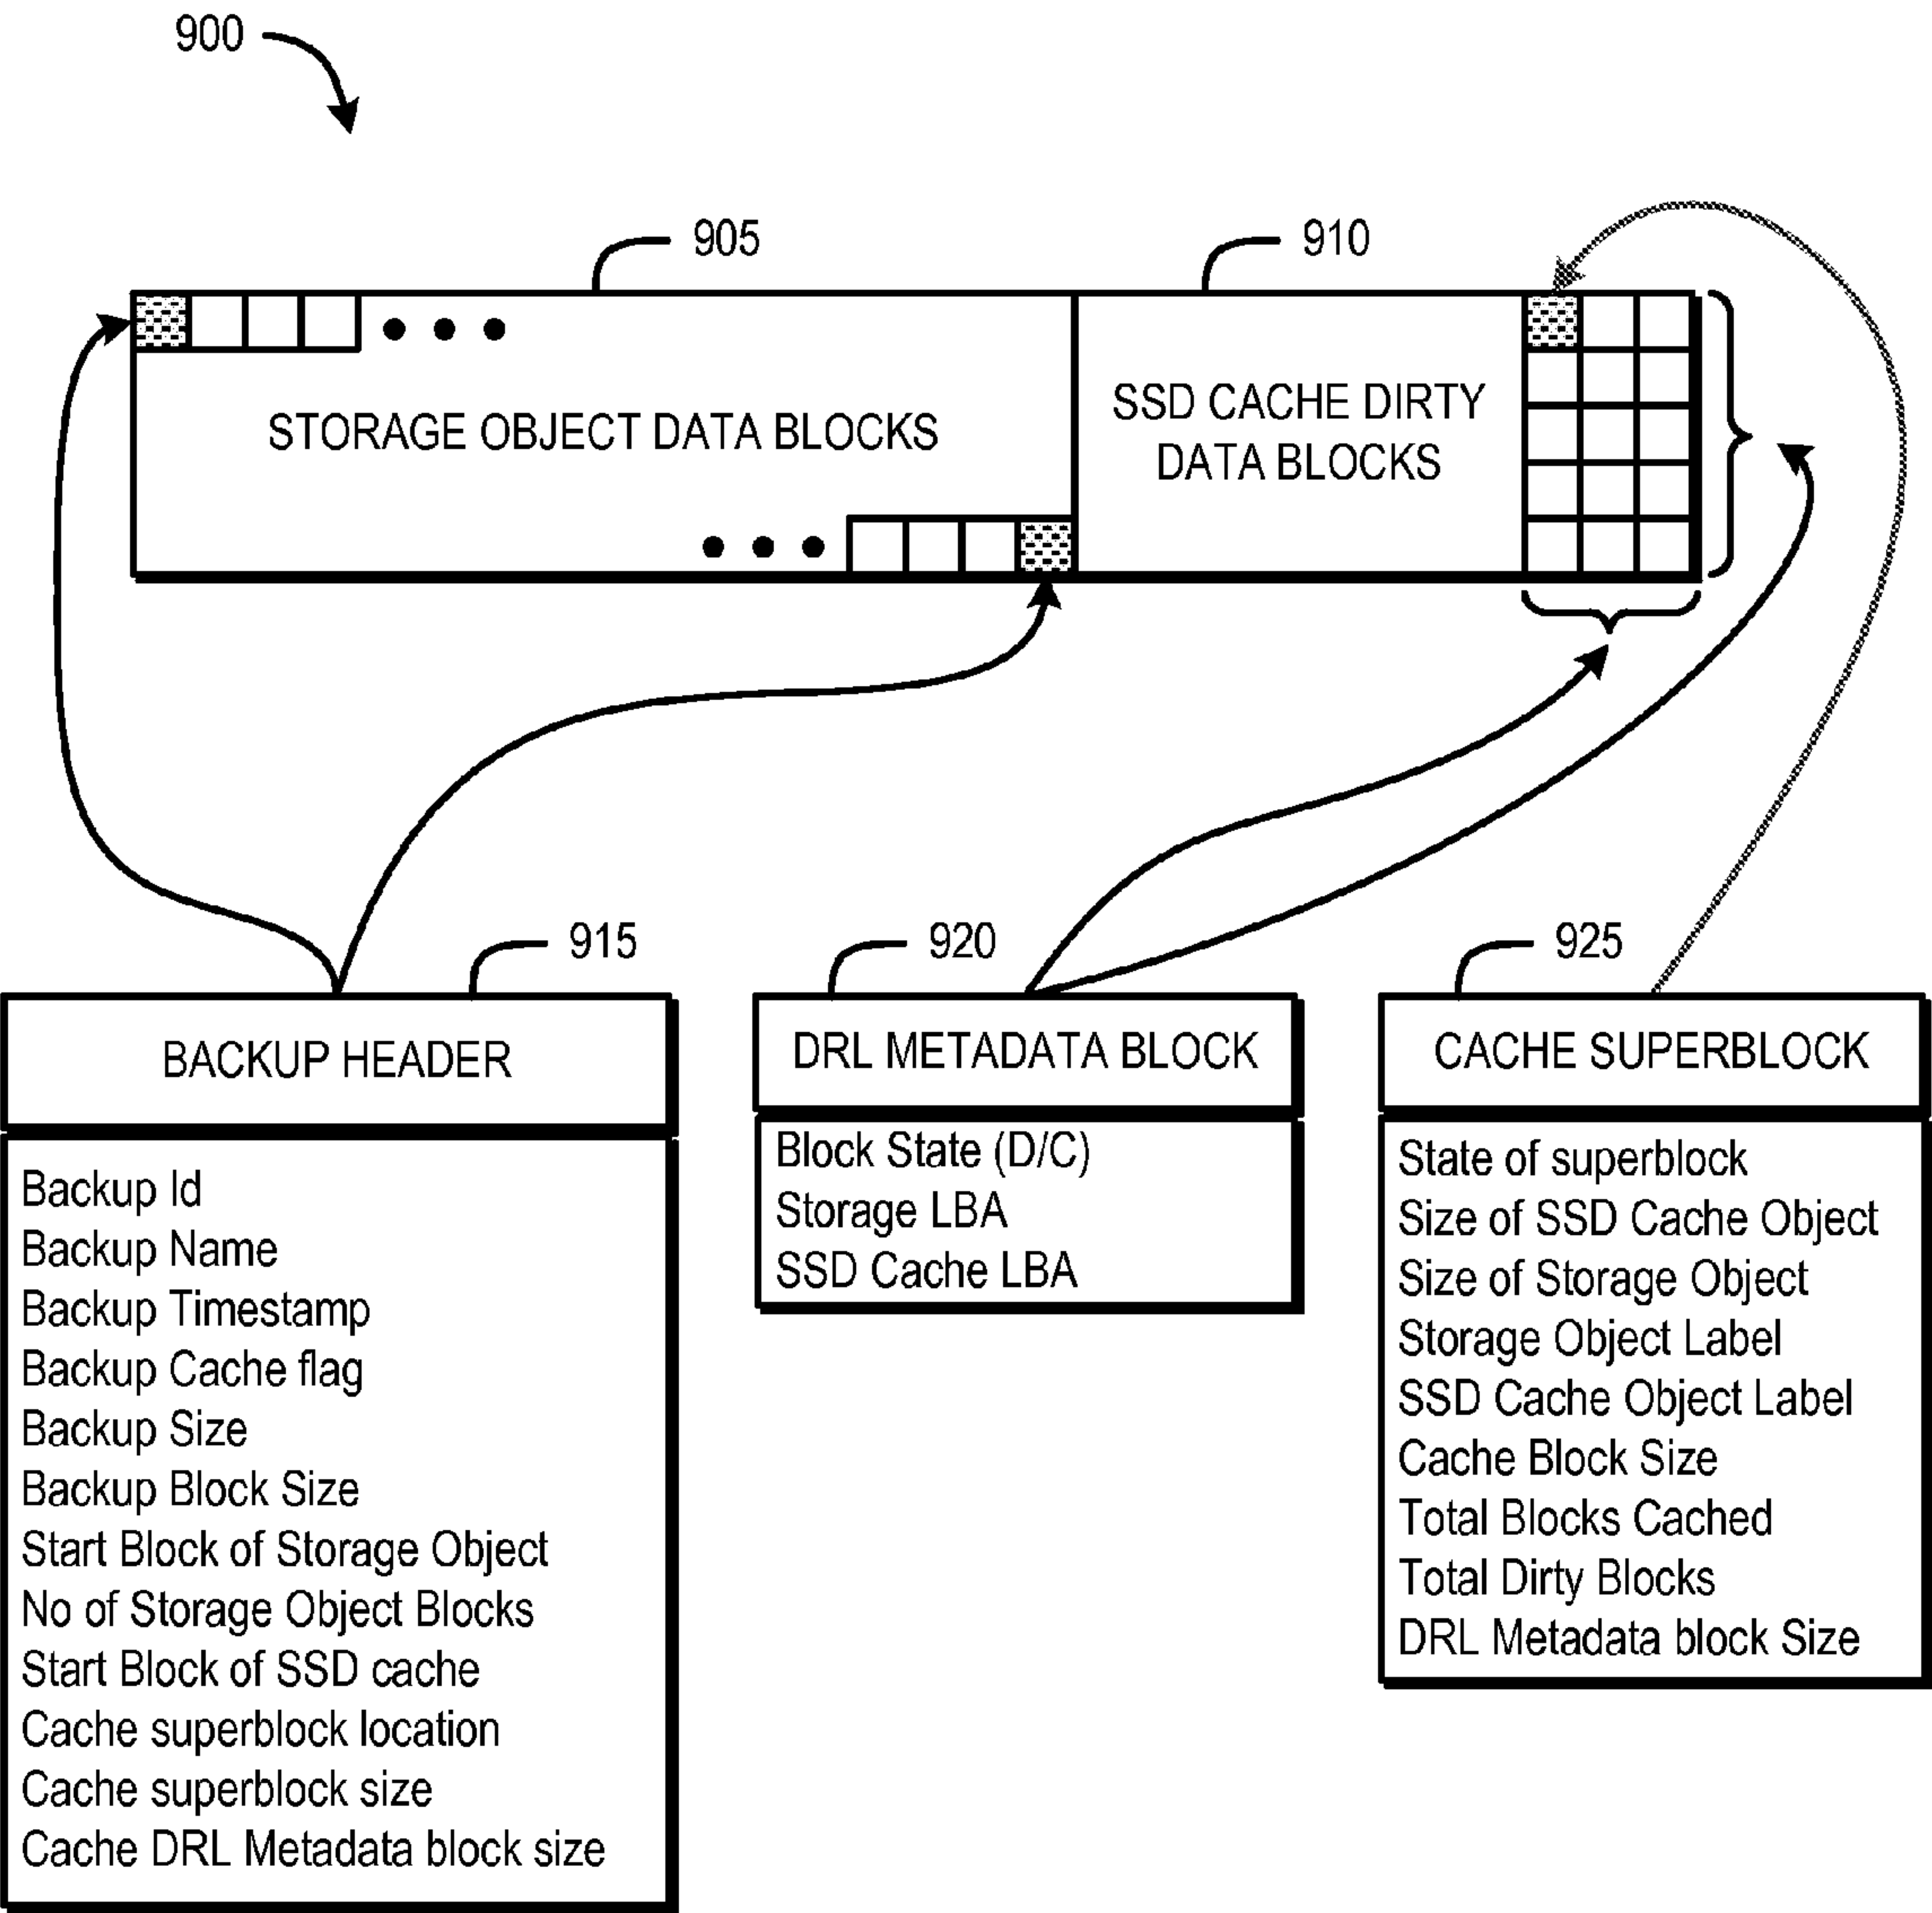 900
905
910
STORAGE OBJECT DATA BLOCKS
SSD CACHE DIRTY
DATA BLOCKS
915
BACKUP HEADER
Backup Id
Backup Name
Backup Timestamp
Backup Cache flag
Backup Size
Backup Block Size
Start Block of Storage Object
No of Storage Object Blocks
Start Block of SSD cache
Cache superblock location
Cache superblock size
Cache DRL Metadata block size
920
DRL METADATA BLOCK
Block State (D/C)
Storage LBA
SSD Cache LBA
925
CACHE SUPERBLOCK
State of superblock
Size of SSD Cache Object
Size of Storage Object
Storage Object Label
SSD Cache Object Label
Cache Block Size
Total Blocks Cached
Total Dirty Blocks
DRL Metadata block Size